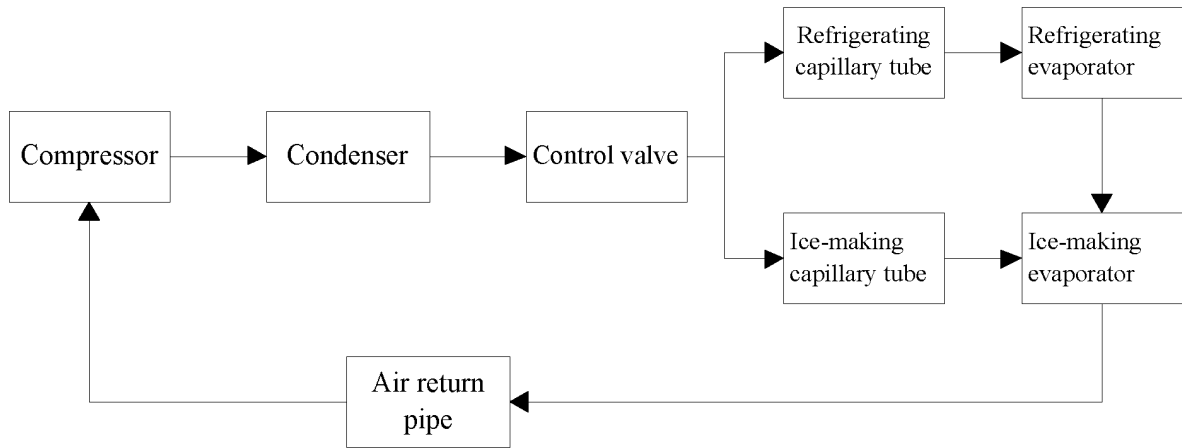 Refrigerating
capillary tube
Refrigerating
evaporator
Compressor
Condenser
Control valve
Ice-making
capillary tube
Ice-making
evaporator
Air return
pipe